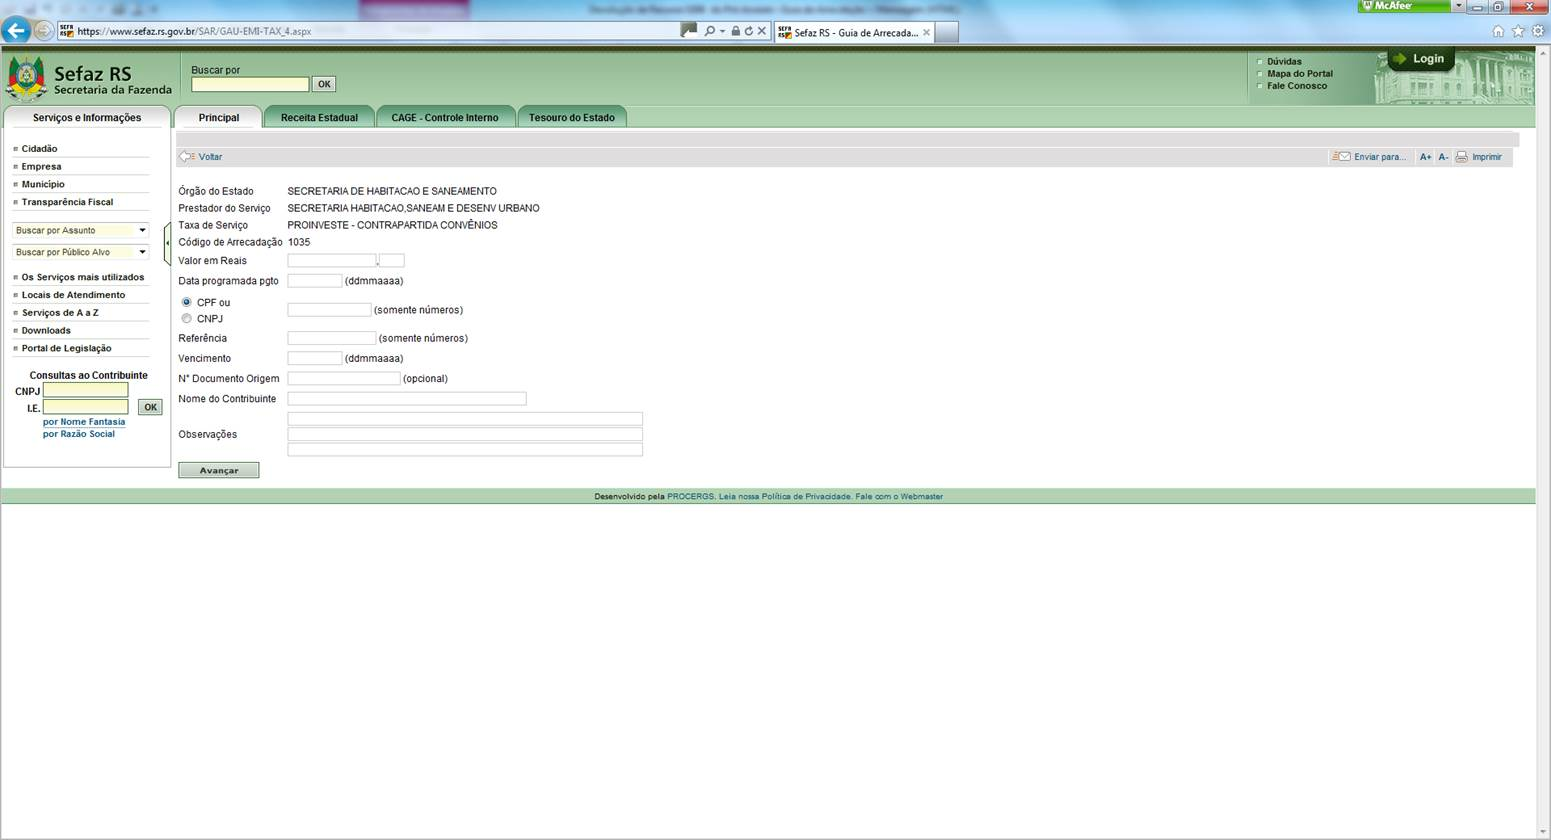 McAfee
https://www.sefaz.rs.gov.br/SAR/GAU-EMI-TAX_4.aspx
Sefaz RS - Guia de Arrecada...
Sefaz RS
Secretaria da Fazenda
Buscar por
OK
Dúvidas
Mapa do Portal
Fale Conosco
Login
Serviços e Informações
Principal
Receita Estadual
CAGE - Controle Interno
Tesouro do Estado
Cidadão
Empresa
Município
Transparência Fiscal
Buscar por Assunto
Buscar por Público Alvo
Os Serviços mais utilizados
Locais de Atendimento
Serviços de A a Z
Downloads
Portal de Legislação
Consultas ao Contribuinte
CNPJ
I.E.
OK
por Nome Fantasia
por Razão Social
Voltar
Enviar para...
A+
A-
Imprimir
Órgão do Estado SECRETARIA DE HABITACAO E SANEAMENTO
Prestador do Serviço SECRETARIA HABITACAO,SANEAM E DESENV URBANO
Taxa de Serviço PROINVESTE - CONTRAPARTIDA CONVÊNIOS
Código de Arrecadação 1035
Valor em Reais ,
Data programada pgto (ddmmaaaa)
CPF ou
CNPJ
(somente números)
Referência (somente números)
Vencimento (ddmmaaaa)
N° Documento Origem (opcional)
Nome do Contribuinte
Observações
Avançar
Desenvolvido pela PROCERGS. Leia nossa Política de Privacidade. Fale com o Webmaster